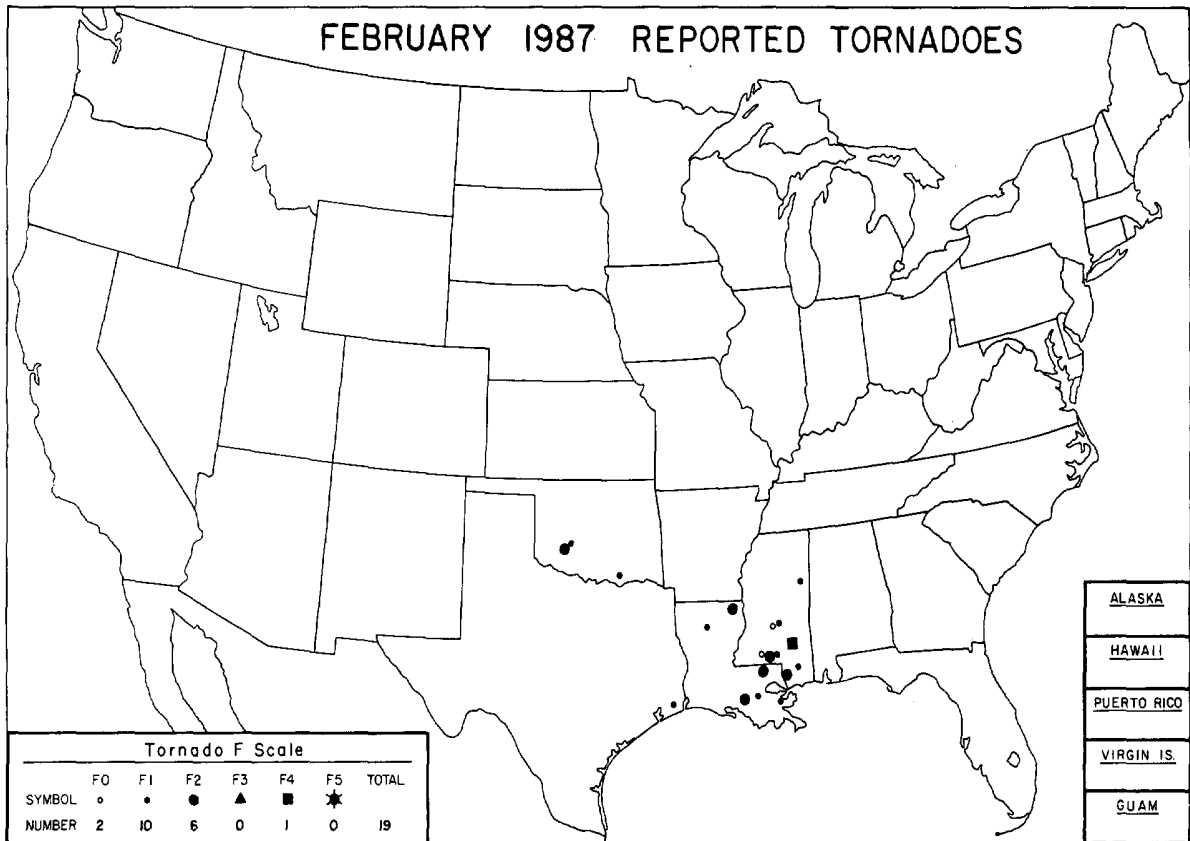 FEBRUARY 1987 REPORTED TORNADOES
ALASKA
HAWAII
PUERTO RICO
VIRGIN IS.
GUAM
Tornado F Scale
F0 F1 F2 F3 F4 F5 TOTAL
SYMBOL
NUMBER 2 10 6 0 1 0 19